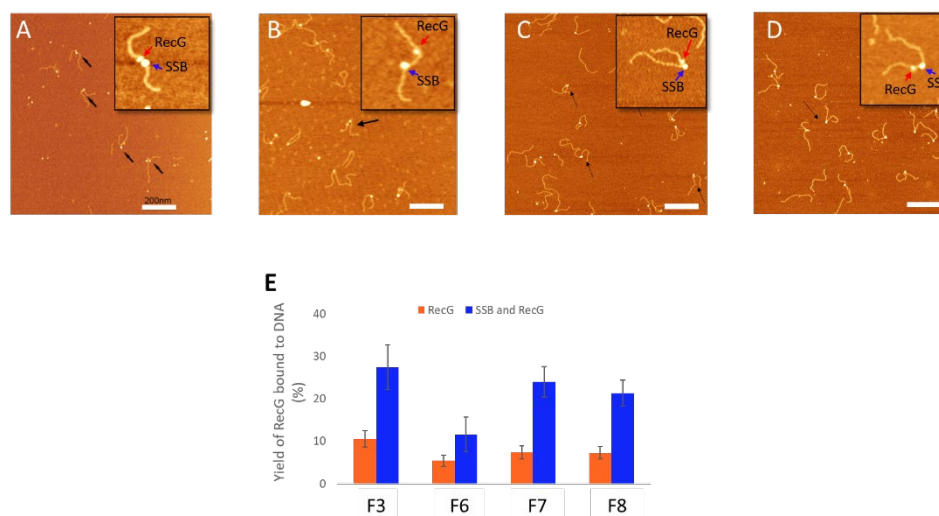 A
RecG
SSB
200nm
B
RecG
SSB
C
RecG
SSB
D
RecG
E
RecG SSB and RecG
Yield of RecG bound to DNA
(%)
40
30
20
10
0
F3 F6 F7 F8